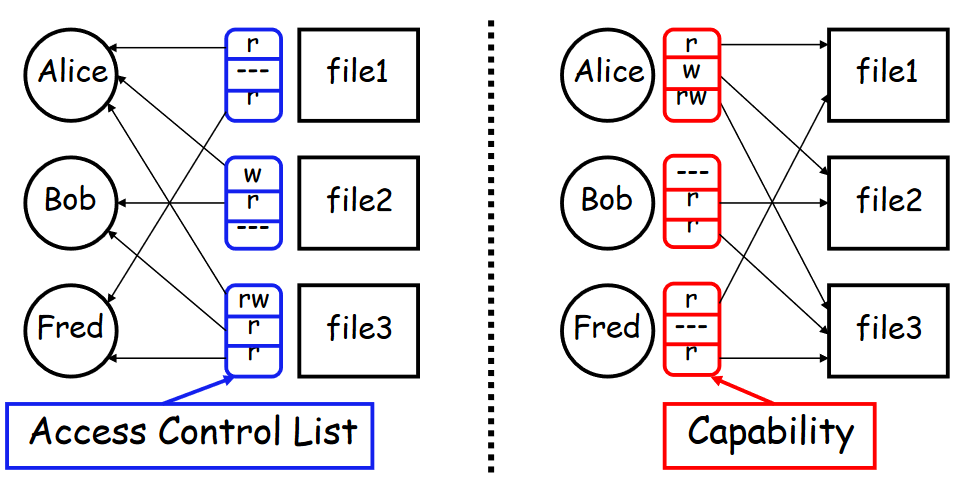 Alice
r
---
r
file1
Bob
w
r
---
file2
Fred
rw
r
r
file3
Access Control List
Alice
r
w
rw
file1
Bob
---
r
r
file2
Fred
r
---
r
file3
Capability